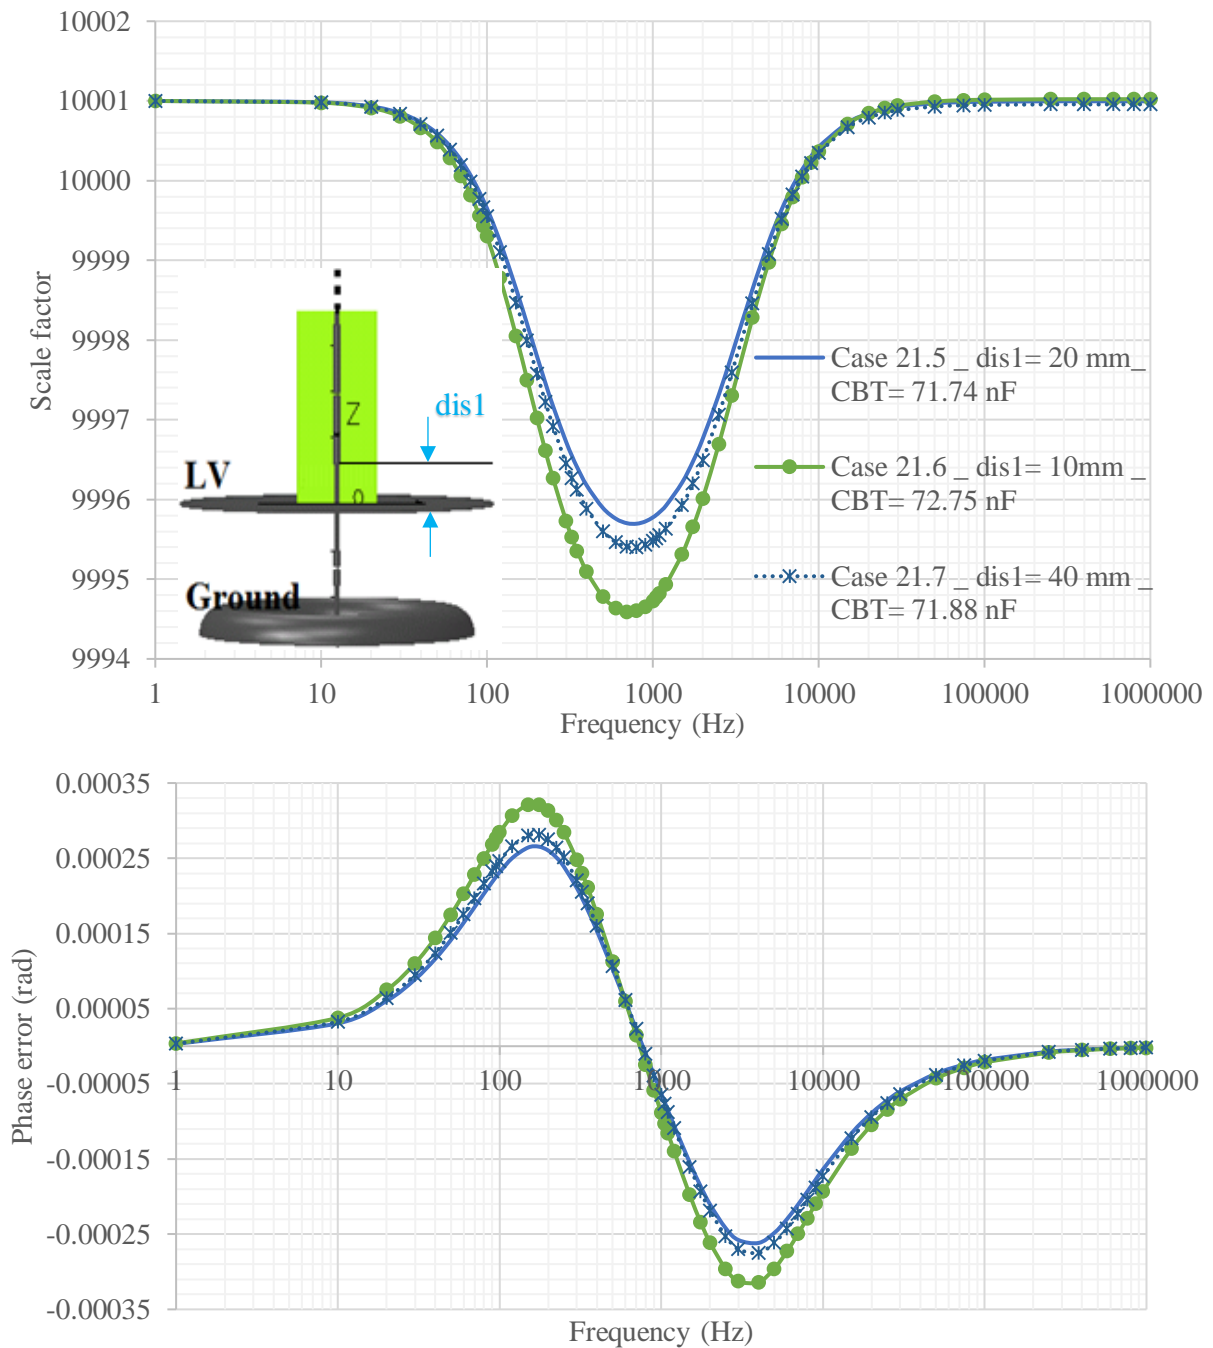 10002
10001
10000
9999
9998
9997
9996
9995
9994
Scale factor
1 10 100 1000 10000 100000 1000000
Frequency (Hz)
Z
dis1
LV
0
Ground
Case 21.5 _ dis1= 20 mm_
CBT= 71.74 nF
Case 21.6 _ dis1= 10mm _
CBT= 72.75 nF
Case 21.7 _ dis1= 40 mm _
CBT= 71.88 nF
0.00035
0.00025
0.00015
0.00005
-0.00005
-0.00015
-0.00025
-0.00035
Phase error (rad)
1 10 100 1000 10000 100000 1000000
Frequency (Hz)